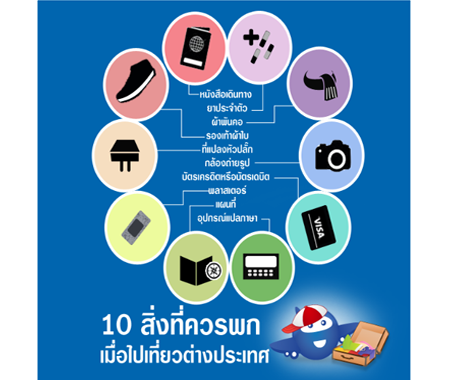 หนังสือเดินทาง
ยาประจำตัว
ผ้าพันคอ
รองเท้าผ้าใบ
ที่แปลงหัวปลั๊ก
กล้องถ่ายรูป
บัตรเครดิตหรือบัตรเดบิต
พลาสเตอร์
แผนที่
อุปกรณ์แปลภาษา
VISA
10 สิ่งที่ควรพก
เมื่อไปเที่ยวต่างประเทศ